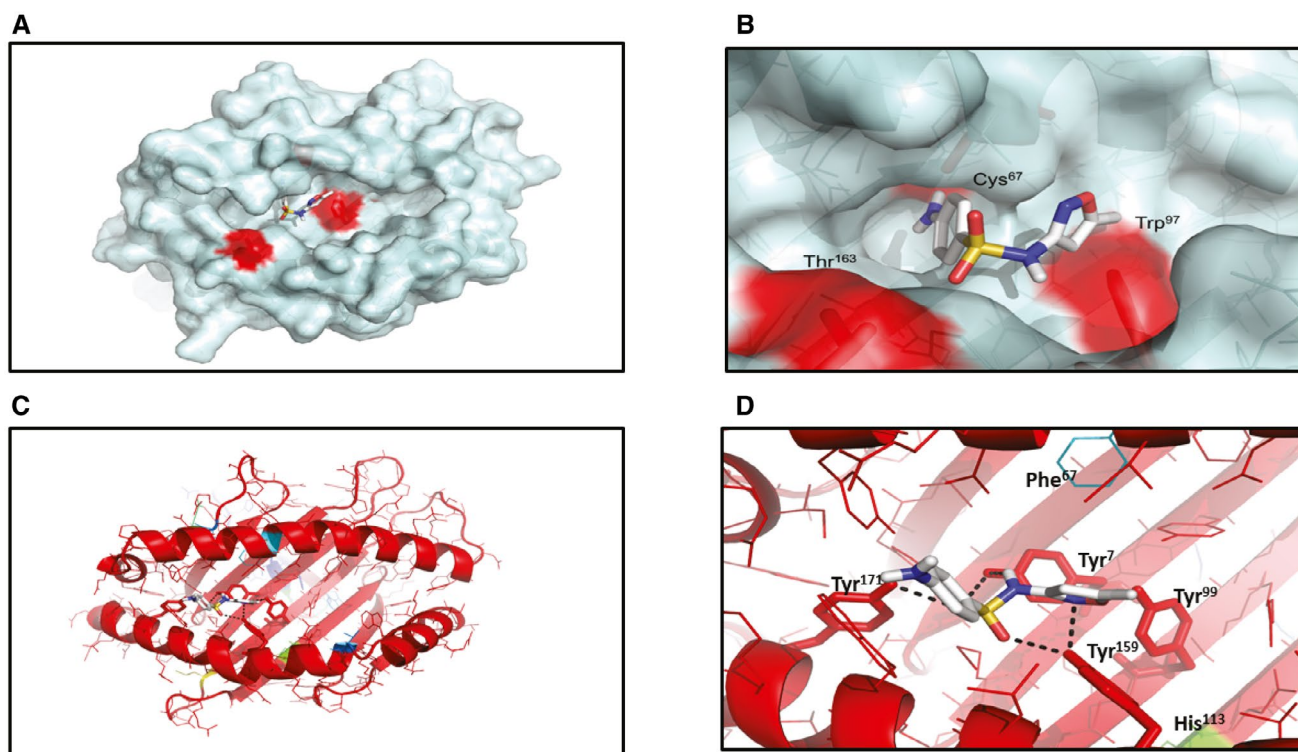 A
B
Cys⁶⁷
Trp⁹⁷
Thr¹⁶³
C
D
Phe⁶⁷
Tyr⁷
Tyr¹⁷¹
Tyr⁹⁹
Tyr¹⁵⁹
His¹¹³